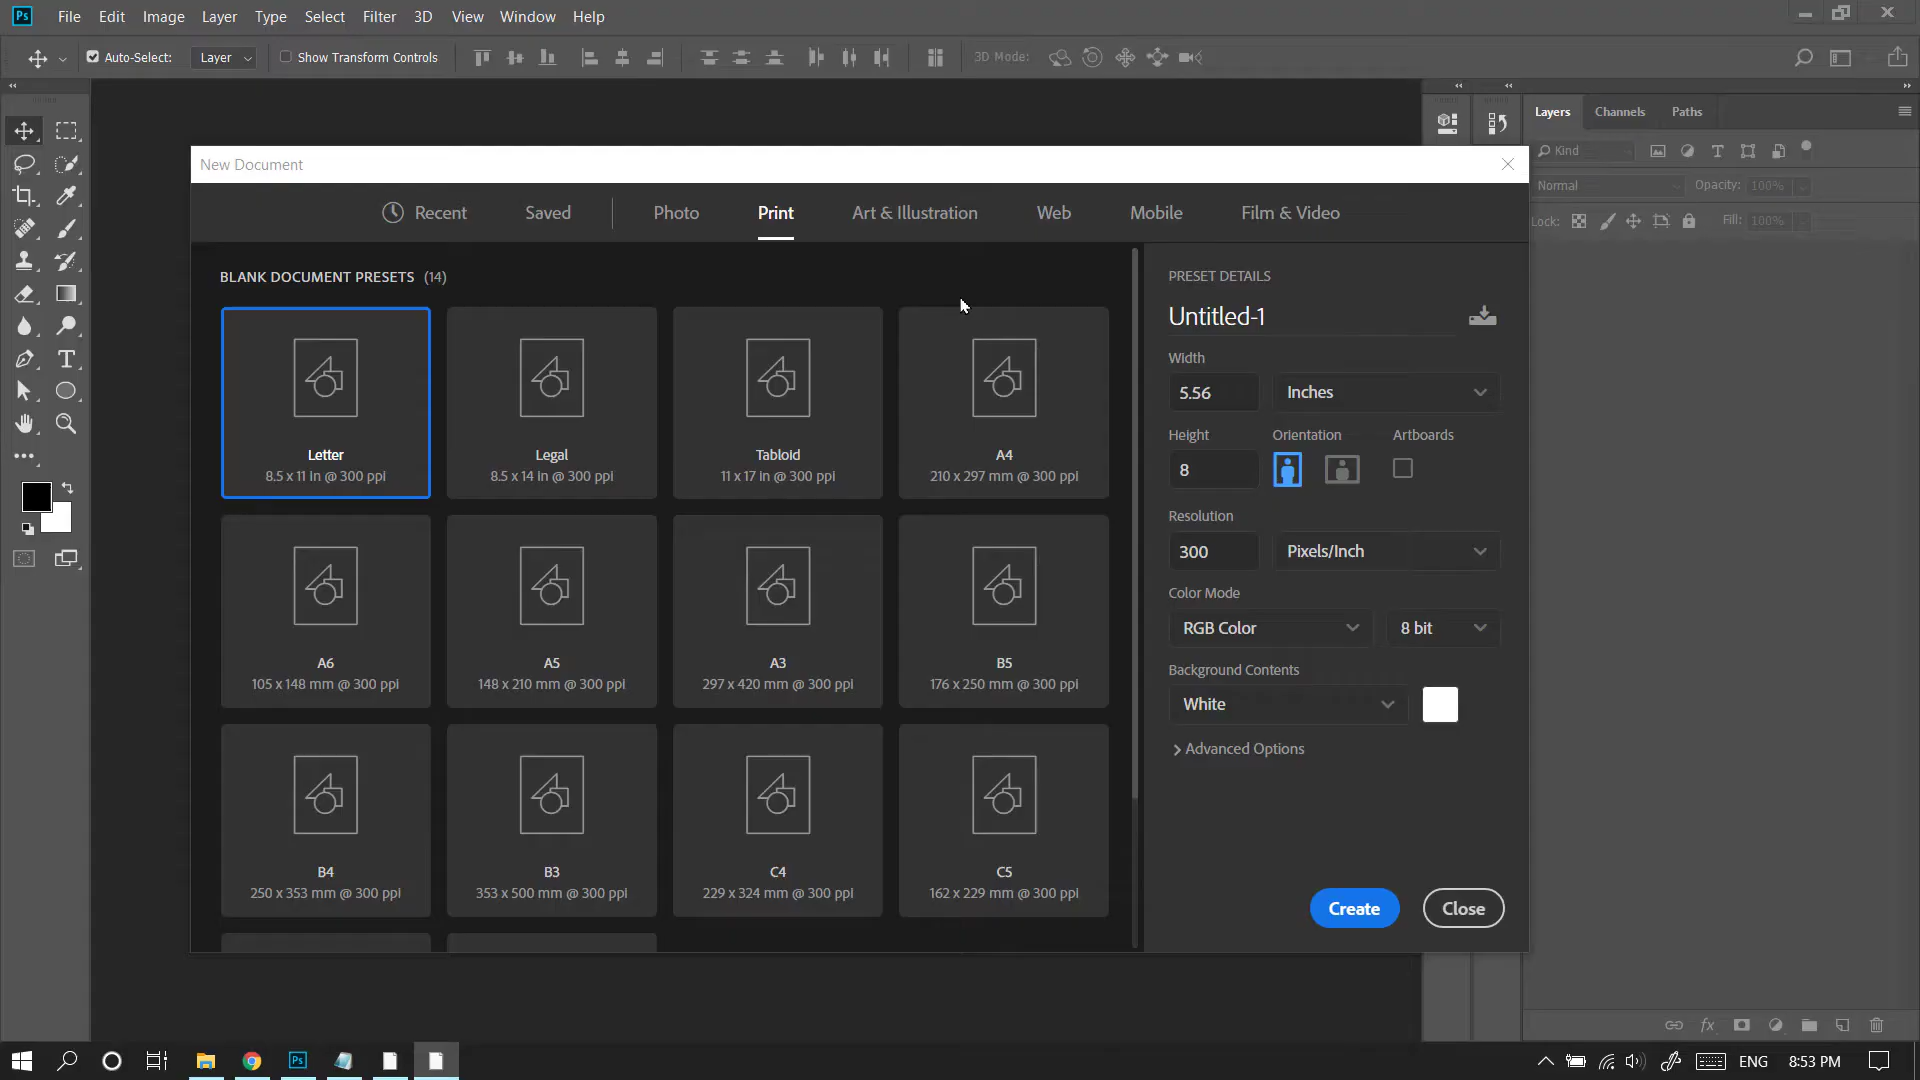 Ps File Edit Image Layer Type Select Filter 3D View Window Help
Auto-Select: Layer Show Transform Controls 3D Mode:
Layers Channels Paths
Kind
Normal Opacity: 100%
Lock: Fill: 100%
New Document
Recent Saved Photo Print Art & Illustration Web Mobile Film & Video
BLANK DOCUMENT PRESETS (14)
Letter
8.5 x 11 in @ 300 ppi
Legal
8.5 x 14 in @ 300 ppi
Tabloid
11 x 17 in @ 300 ppi
A4
210 x 297 mm @ 300 ppi
A6
105 x 148 mm @ 300 ppi
A5
148 x 210 mm @ 300 ppi
A3
297 x 420 mm @ 300 ppi
B5
176 x 250 mm @ 300 ppi
B4
250 x 353 mm @ 300 ppi
B3
353 x 500 mm @ 300 ppi
C4
229 x 324 mm @ 300 ppi
C5
162 x 229 mm @ 300 ppi
PRESET DETAILS
Untitled-1
Width
5.56 Inches
Height Orientation Artboards
8
Resolution
300 Pixels/Inch
Color Mode
RGB Color 8 bit
Background Contents
White
Advanced Options
Create Close
fx
Ps ENG 8:53 PM